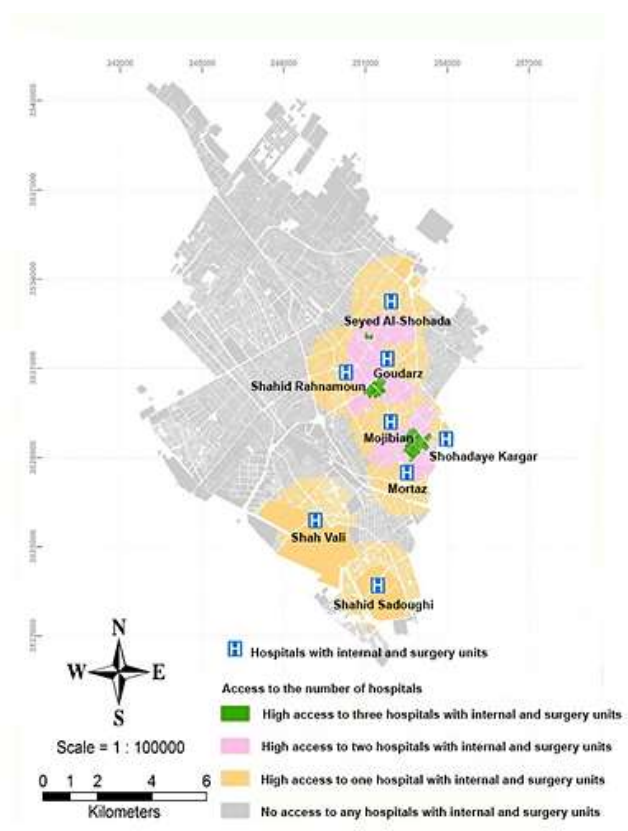 Seyed Al-Shohada
Goudarz
Shahid Rahnamoun
Mojibian
Shohadaye Kargar
Mortaz
Shah Vali
Shahid Sadoughi
N
W E
S
Scale = 1 : 100000
0 1 2 4 6
Kilometers
Hospitals with internal and surgery units
Access to the number of hospitals
High access to three hospitals with internal and surgery units
High access to two hospitals with internal and surgery units
High access to one hospital with internal and surgery units
No access to any hospitals with internal and surgery units